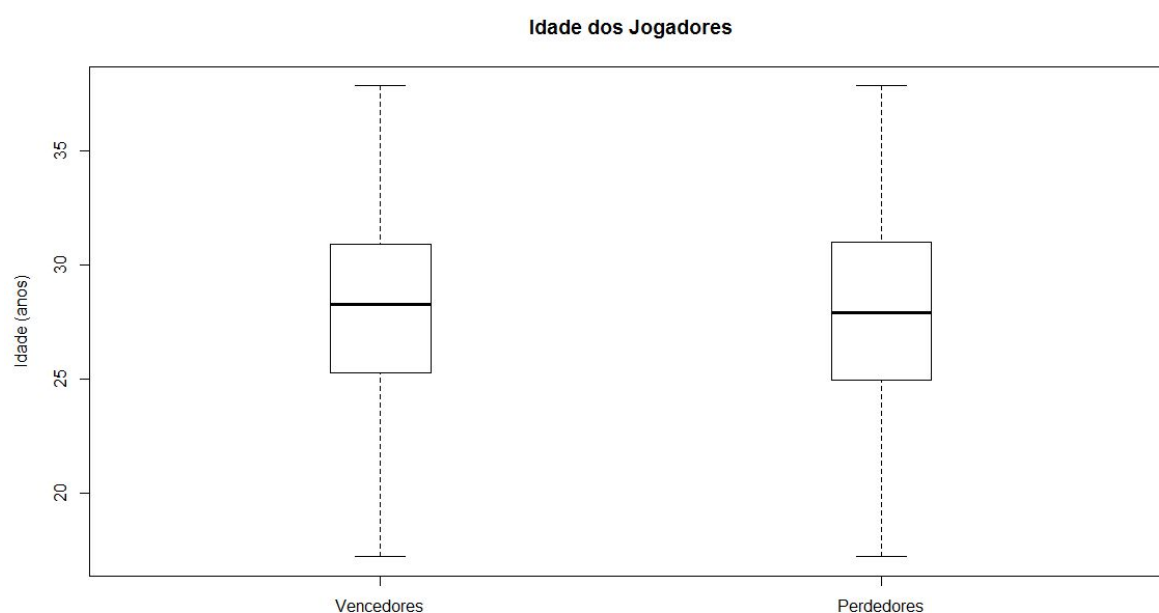 Idade dos Jogadores
Idade (anos)
35
30
25
20
Vencedores
Perdedores